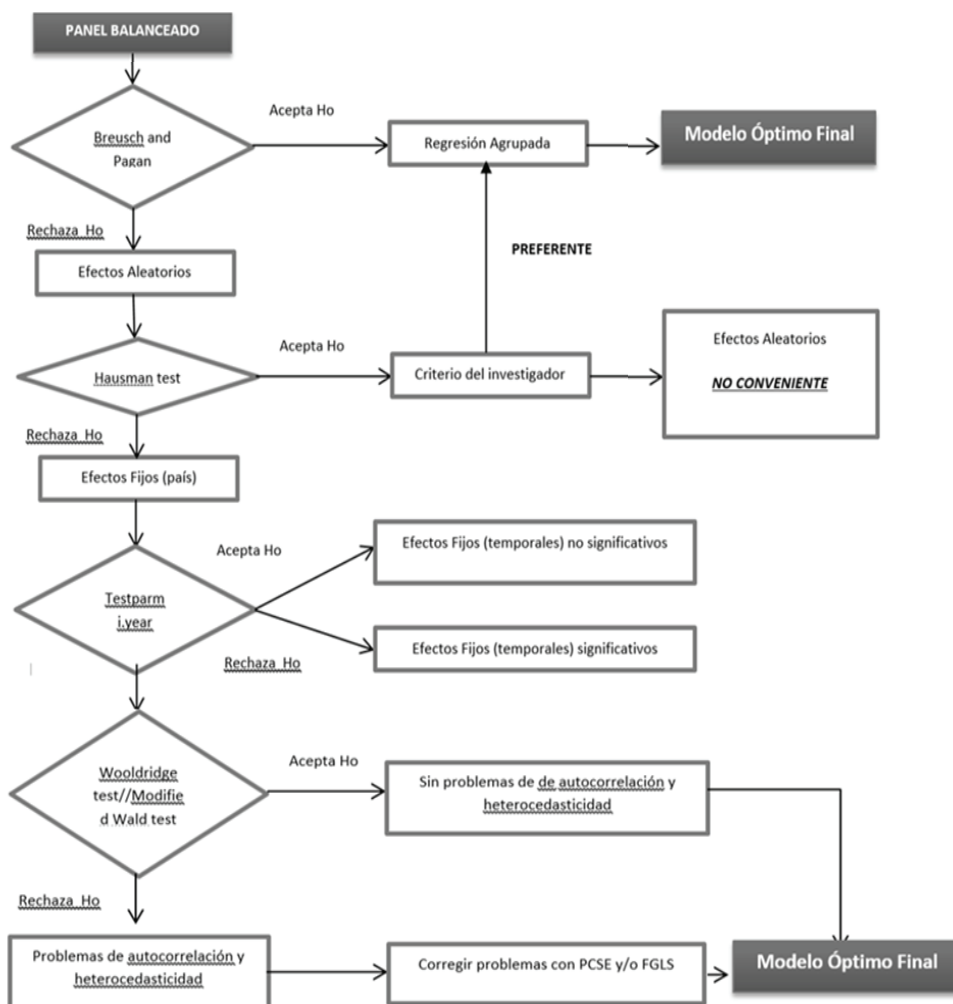 PANEL BALANCEADO
Breusch and
Pagan
Acepta Ho
Regresión Agrupada
Modelo Óptimo Final
Rechaza Ho
PREFERENTE
Efectos Aleatorios
Hausman test
Acepta Ho
Criterio del investigador
Efectos Aleatorios
NO CONVENIENTE
Rechaza Ho
Efectos Fijos (país)
Testparm
i.year
Acepta Ho
Efectos Fijos (temporales) no significativos
Rechaza Ho
Efectos Fijos (temporales) significativos
Wooldridge
test//Modifie
d Wald test
Acepta Ho
Sin problemas de de autocorrelación y
heterocedasticidad
Rechaza Ho
Problemas de autocorrelación y
heterocedasticidad
Corregir problemas con PCSE y/o FGLS
Modelo Óptimo Final